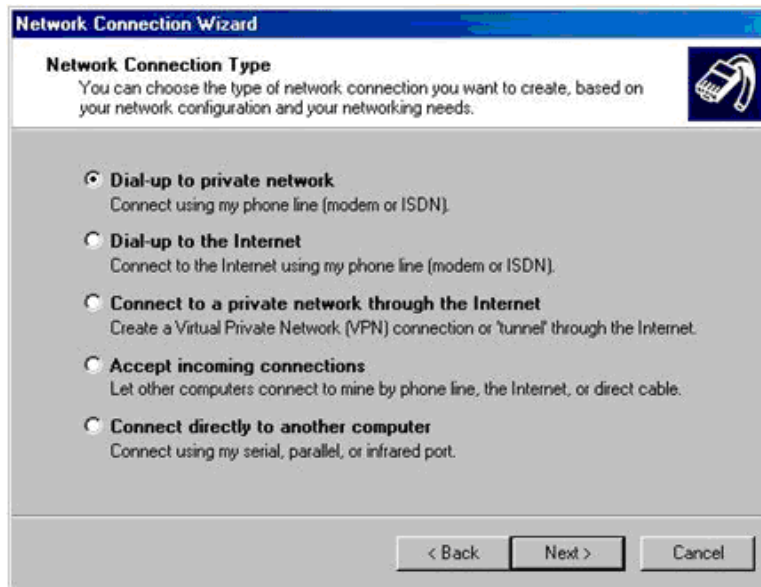 Network Connection Wizard
Network Connection Type
You can choose the type of network connection you want to create, based on
your network configuration and your networking needs.
Dial-up to private network
Connect using my phone line (modem or ISDN).
Dial-up to the Internet
Connect to the Internet using my phone line (modem or ISDN).
Connect to a private network through the Internet
Create a Virtual Private Network (VPN) connection or 'tunnel' through the Internet.
Accept incoming connections
Let other computers connect to mine by phone line, the Internet, or direct cable.
Connect directly to another computer
Connect using my serial, parallel, or infrared port.
< Back Next > Cancel